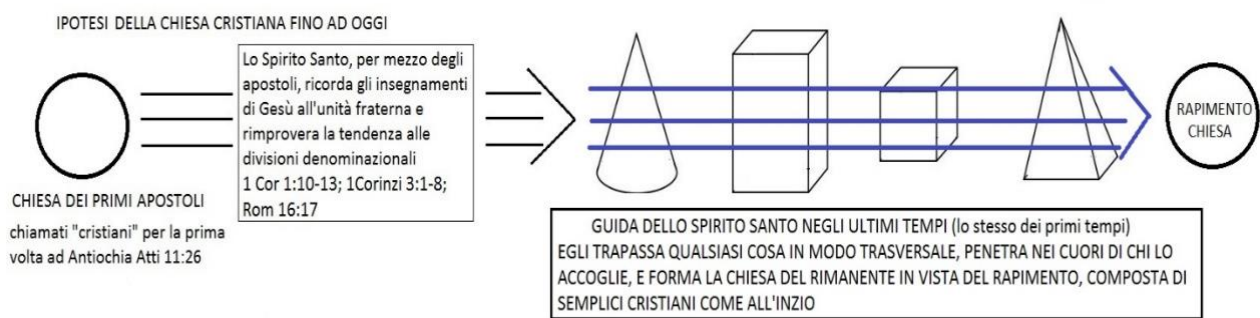 IPOTESI DELLA CHIESA CRISTIANA FINO AD OGGI
Lo Spirito Santo, per mezzo degli
apostoli, ricorda gli insegnamenti
di Gesù all'unità fraterna e
rimprovera la tendenza alle
divisioni denominazionali
1 Cor 1:10-13; 1Corinzi 3:1-8;
Rom 16:17
CHIESA DEI PRIMI APOSTOLI
chiamati "cristiani" per la prima
volta ad Antiochia Atti 11:26
RAPIMENTO
CHIESA
GUIDA DELLO SPIRITO SANTO NEGLI ULTIMI TEMPI (lo stesso dei primi tempi)
EGLI TRAPASSA QUALSIASI COSA IN MODO TRASVERSALE, PENETRA NEI CUORI DI CHI LO
ACCOGLIE, E FORMA LA CHIESA DEL RIMANENTE IN VISTA DEL RAPIMENTO, COMPOSTA DI
SEMPLICI CRISTIANI COME ALL'INZIO